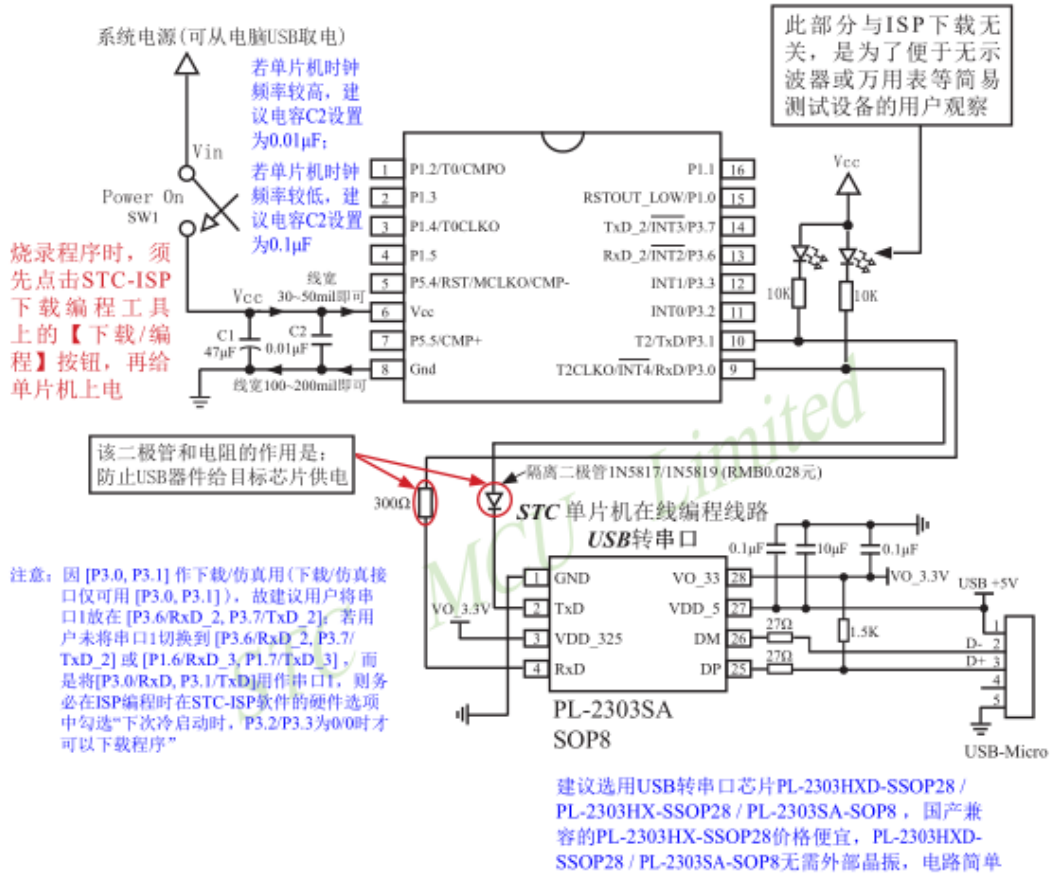 系统电源(可从电脑USB取电)
若单片机时钟
频率较高，建
议电容C2设置
为0.01μF;
若单片机时钟
频率较低，建
议电容C2设置
为0.1μF
此部分与ISP下载无
关，是为了便于无示
波器或万用表等简易
测试设备的用户观察
Vin
Power On
SW1
烧录程序时，须
先点击STC-ISP
下载编程工具
上的【下载/编
程】按钮，再给
单片机上电
Vcc
线宽
30~50mil即可
C1
47μF
C2
0.01μF
线宽100~200mil即可
1 P1.2/T0/CMPO
2 P1.3
3 P1.4/T0CLKO
4 P1.5
5 P5.4/RST/MCLKO/CMP-
6 Vcc
7 P5.5/CMP+
8 Gnd
P1.1 16
RSTOUT_LOW/P1.0 15
TxD_2/INT3/P3.7 14
RxD_2/INT2/P3.6 13
INT1/P3.3 12
INT0/P3.2 11
T2/TxD/P3.1 10
T2CLKO/INT4/RxD/P3.0 9
Vcc
10K
10K
该二极管和电阻的作用是:
防止USB器件给目标芯片供电
300Ω
隔离二极管1N5817/1N5819 (RMB0.028元)
STC 单片机在线编程线路
USB转串口
STC MCU Limited
0.1μF
10μF
0.1μF
VO_3.3V
USB +5V
VO_3.3V
1 GND
2 TxD
3 VDD_325
4 RxD
VO_33 28
VDD_5 27
DM 26
DP 25
27Ω
27Ω
1.5K
D-
D+
1
2
3
4
5
PL-2303SA
SOP8
USB-Micro
注意: 因 [P3.0, P3.1] 作下载/仿真用(下载/仿真接
口仅可用 [P3.0, P3.1] )，故建议用户将串
口1放在 [P3.6/RxD_2, P3.7/TxD_2]; 若用
户未将串口1切换到 [P3.6/RxD_2, P3.7/
TxD_2] 或 [P1.6/RxD_3, P1.7/TxD_3] ，而
是将[P3.0/RxD, P3.1/TxD]用作串口1，则务
必在ISP编程时在STC-ISP软件的硬件选项
中勾选“下次冷启动时，P3.2/P3.3为0/0时才
可以下载程序”
建议选用USB转串口芯片PL-2303HXD-SSOP28 /
PL-2303HX-SSOP28 / PL-2303SA-SOP8 ，国产兼
容的PL-2303HX-SSOP28价格便宜，PL-2303HXD-
SSOP28 / PL-2303SA-SOP8无需外部晶振，电路简单